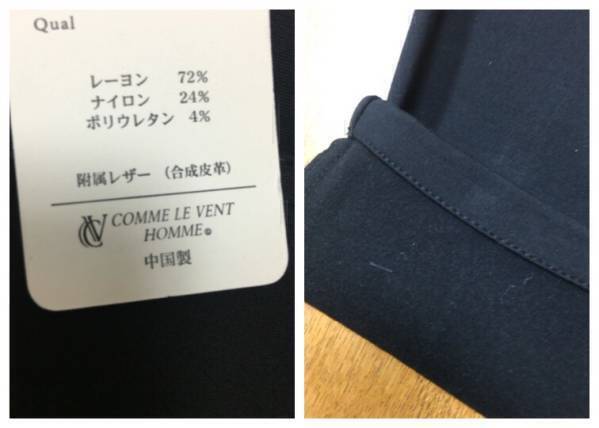 Qual
レーヨン 72%
ナイロン 24%
ポリウレタン 4%
附属レザー (合成皮革)
COMME LE VENT
HOMME®
中国製